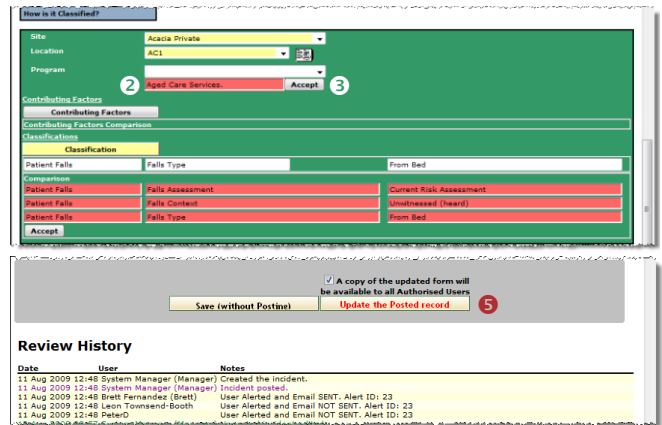 How is it Classified?
Site
Acacia Private
Location
AC1
Program
2 Aged Care Services. Accept 3
Contributing Factors
Contributing Factors
Contributing Factors Comparison
Classifications
Classification
Patient Falls Falls Type From Bed
Comparison
Patient Falls Falls Assessment Current Risk Assessment
Patient Falls Falls Context Unwitnessed (heard)
Patient Falls Falls Type From Bed
Accept
A copy of the updated form will
be available to all Authorised Users
Save (without Posting) Update the Posted record 5
Review History
Date User Notes
11 Aug 2009 12:48 System Manager (Manager) Created the incident.
11 Aug 2009 12:48 System Manager (Manager) Incident posted.
11 Aug 2009 12:48 Brett Fernandez (Brett) User Alerted and Email SENT. Alert ID: 23
11 Aug 2009 12:48 Leon Townsend-Booth User Alerted and Email NOT SENT. Alert ID: 23
11 Aug 2009 12:48 PeterD User Alerted and Email NOT SENT. Alert ID: 23